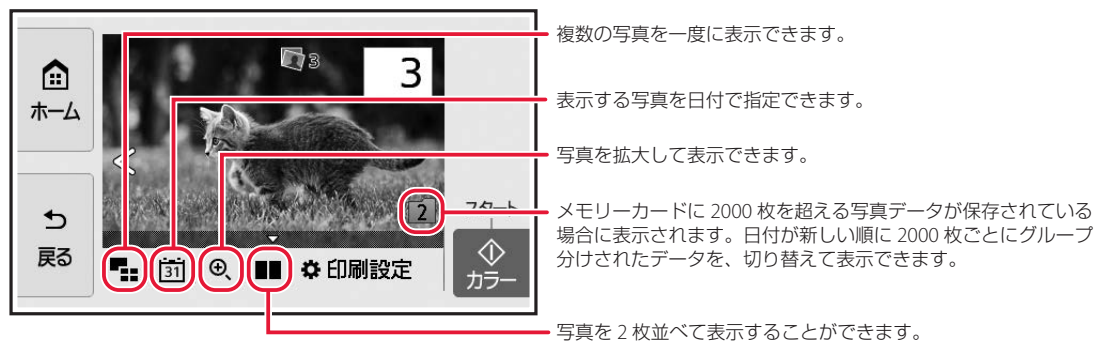 複数の写真を一度に表示できます。
3
3
ホーム
表示する写真を日付で指定できます。
写真を拡大して表示できます。
2
スタート
メモリーカードに 2000 枚を超える写真データが保存されている
場合に表示されます。日付が新しい順に 2000 枚ごとにグループ
分けされたデータを、切り替えて表示できます。
戻る
31
印刷設定
カラー
写真を 2 枚並べて表示することができます。